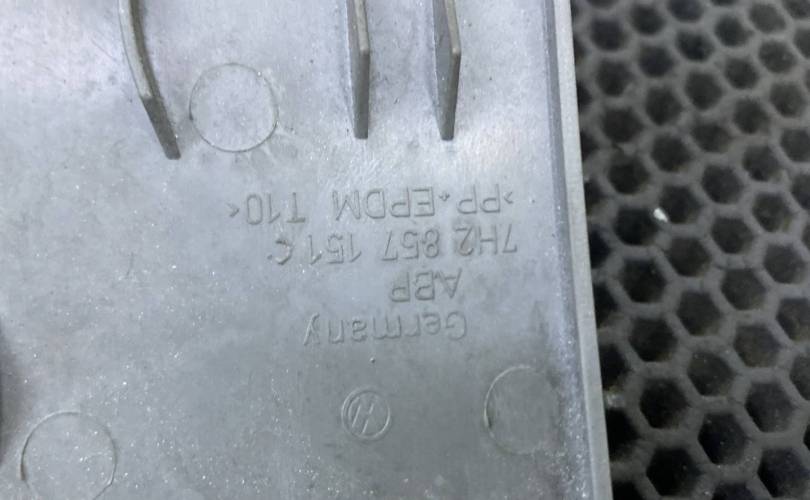 Germany
ABP
7H2 857 151 C
>PP+EPDM T10<